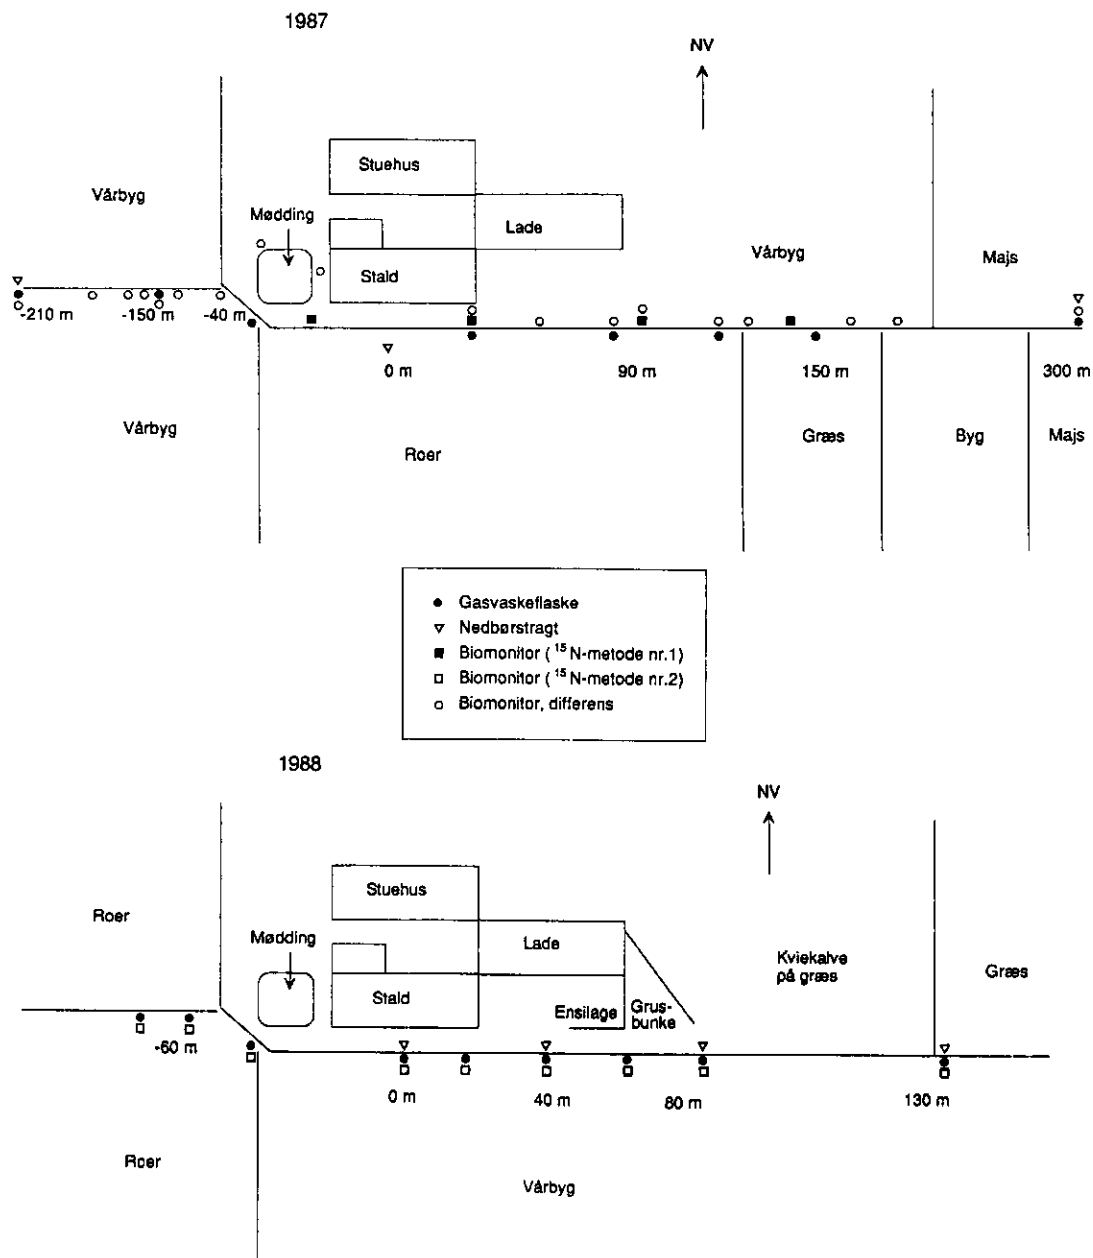 1987
NV
Stuehus
Vårbyg
Mødding
Lade
Vårbyg
Majs
Stald
-210 m
-150 m
-40 m
0 m
90 m
150 m
300 m
Vårbyg
Roer
Græs
Byg
Majs
Gasvaskeflaske
Nedbørstragt
Biomonitor ( ¹⁵ N-metode nr.1)
Biomonitor ( ¹⁵ N-metode nr.2)
Biomonitor, differens
1988
NV
Stuehus
Roer
Mødding
Lade
Kviekalve
på græs
Græs
Stald
Ensilage
Grus-
bunke
-60 m
0 m
40 m
80 m
130 m
Roer
Vårbyg